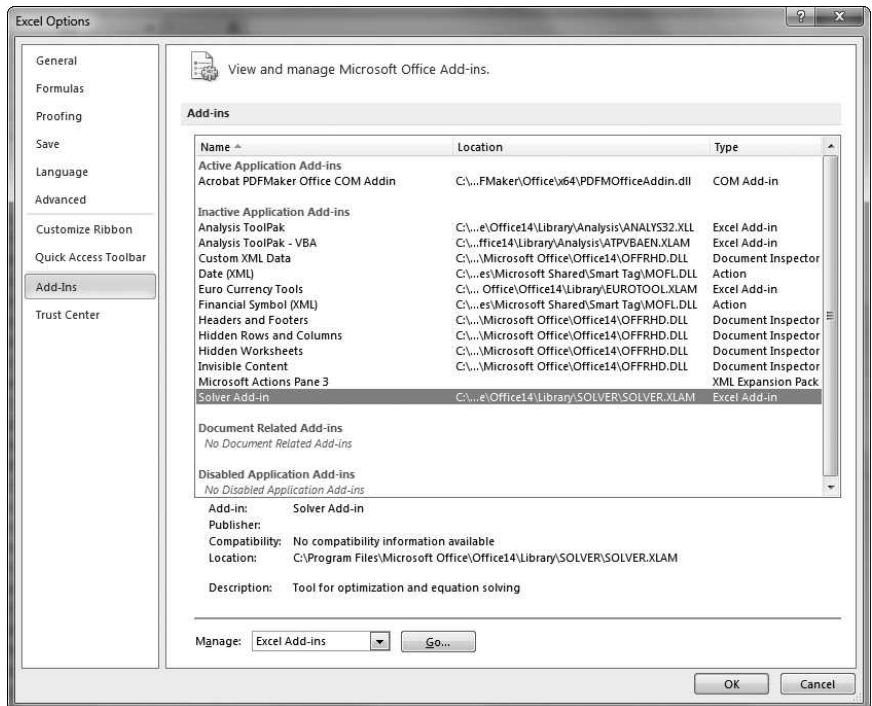 Excel Options
General
Formulas
Proofing
Save
Language
Advanced
Customize Ribbon
Quick Access Toolbar
Add-Ins
Trust Center
View and manage Microsoft Office Add-ins.
Add-ins
Name Location Type
Active Application Add-ins
Acrobat PDFMaker Office COM Addin C:\...FMaker\Office\x64\PDFMOfficeAddin.dll COM Add-in
Inactive Application Add-ins
Analysis ToolPak C:\...e\Office14\Library\Analysis\ANALYS32.XLL Excel Add-in
Analysis ToolPak - VBA C:\...ffice14\Library\Analysis\ATPVBAEN.XLAM Excel Add-in
Custom XML Data C:\...\Microsoft Office\Office14\OFFRHD.DLL Document Inspector
Date (XML) C:\...es\Microsoft Shared\Smart Tag\MOFL.DLL Action
Euro Currency Tools C:\... Office\Office14\Library\EUROTOOL.XLAM Excel Add-in
Financial Symbol (XML) C:\...es\Microsoft Shared\Smart Tag\MOFL.DLL Action
Headers and Footers C:\...\Microsoft Office\Office14\OFFRHD.DLL Document Inspector
Hidden Rows and Columns C:\...\Microsoft Office\Office14\OFFRHD.DLL Document Inspector
Hidden Worksheets C:\...\Microsoft Office\Office14\OFFRHD.DLL Document Inspector
Invisible Content C:\...\Microsoft Office\Office14\OFFRHD.DLL Document Inspector
Microsoft Actions Pane 3 XML Expansion Pack
Solver Add-in C:\...e\Office14\Library\SOLVER\SOLVER.XLAM Excel Add-in
Document Related Add-ins
No Document Related Add-ins
Disabled Application Add-ins
No Disabled Application Add-ins
Add-in: Solver Add-in
Publisher:
Compatibility: No compatibility information available
Location: C:\Program Files\Microsoft Office\Office14\Library\SOLVER\SOLVER.XLAM
Description: Tool for optimization and equation solving
Manage: Excel Add-ins Go...
OK Cancel